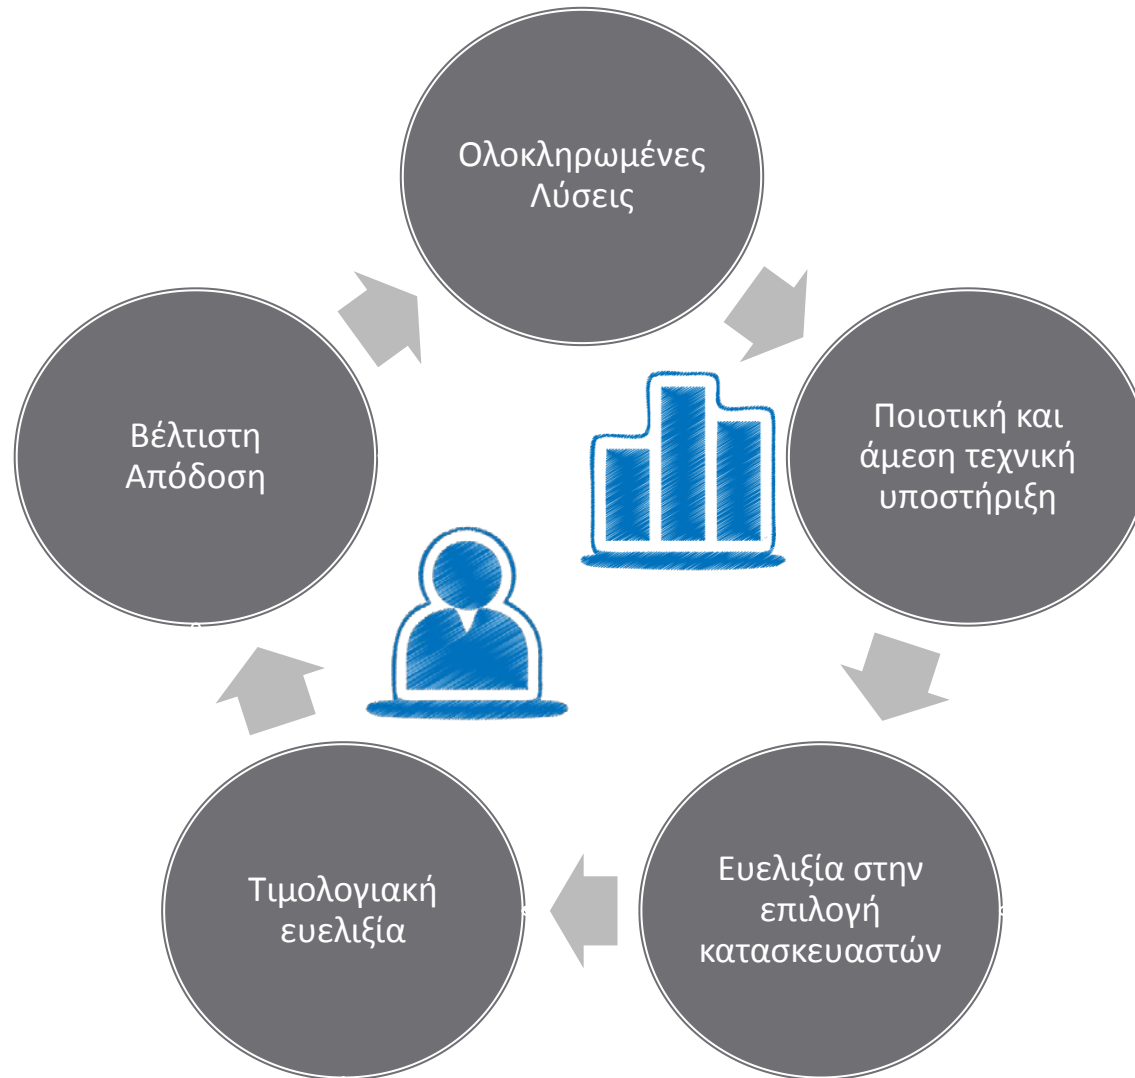 Ολοκληρωμένες
Λύσεις
Ποιοτική και
άμεση τεχνική
υποστήριξη
Ευελιξία στην
επιλογή
κατασκευαστών
Τιμολογιακή
ευελιξία
Βέλτιστη
Απόδοση